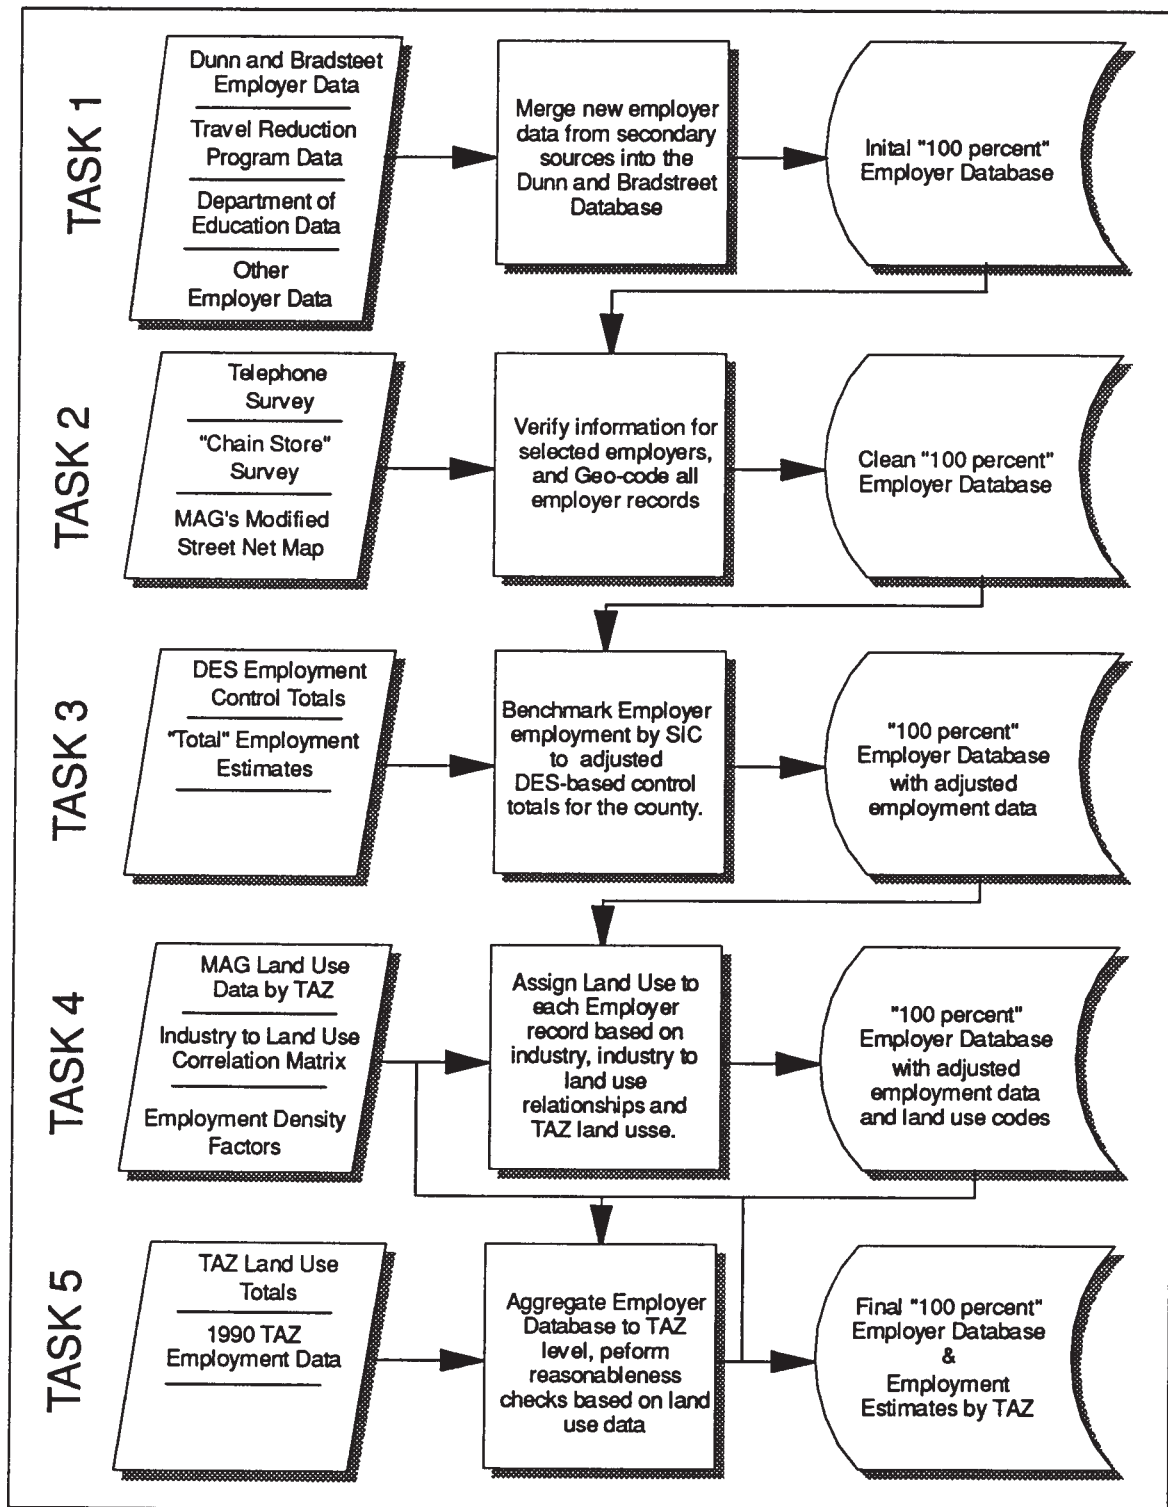 TASK 1
Dunn and Bradsteet
Employer Data
Travel Reduction
Program Data
Department of
Education Data
Other
Employer Data
Merge new employer
data from secondary
sources into the
Dunn and Bradstreet
Database
Inital "100 percent"
Employer Database
TASK 2
Telephone
Survey
"Chain Store"
Survey
MAG's Modified
Street Net Map
Verify information for
selected employers,
and Geo-code all
employer records
Clean "100 percent"
Employer Database
TASK 3
DES Employment
Control Totals
"Total" Employment
Estimates
Benchmark Employer
employment by SIC
to adjusted
DES-based control
totals for the county.
"100 percent"
Employer Database
with adjusted
employment data
TASK 4
MAG Land Use
Data by TAZ
Industry to Land Use
Correlation Matrix
Employment Density
Factors
Assign Land Use to
each Employer
record based on
industry, industry to
land use
relationships and
TAZ land usse.
"100 percent"
Employer Database
with adjusted
employment data
and land use codes
TASK 5
TAZ Land Use
Totals
1990 TAZ
Employment Data
Aggregate Employer
Database to TAZ
level, peform
reasonableness
checks based on land
use data
Final "100 percent"
Employer Database
&
Employment
Estimates by TAZ